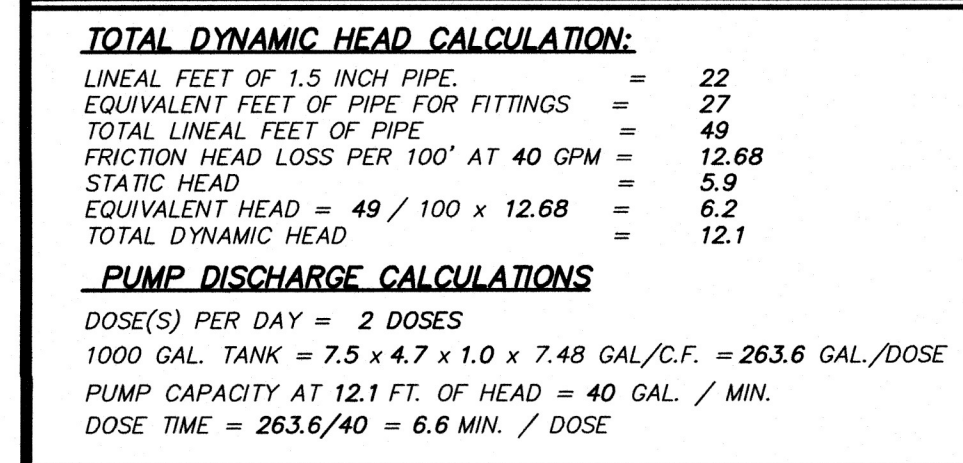 TOTAL DYNAMIC HEAD CALCULATION:
LINEAL FEET OF 1.5 INCH PIPE. = 22
EQUIVALENT FEET OF PIPE FOR FITTINGS = 27
TOTAL LINEAL FEET OF PIPE = 49
FRICTION HEAD LOSS PER 100' AT 40 GPM = 12.68
STATIC HEAD = 5.9
EQUIVALENT HEAD = 49 / 100 x 12.68 = 6.2
TOTAL DYNAMIC HEAD = 12.1
PUMP DISCHARGE CALCULATIONS
DOSE(S) PER DAY = 2 DOSES
1000 GAL. TANK = 7.5 x 4.7 x 1.0 x 7.48 GAL/C.F. = 263.6 GAL./DOSE
PUMP CAPACITY AT 12.1 FT. OF HEAD = 40 GAL. / MIN.
DOSE TIME = 263.6/40 = 6.6 MIN. / DOSE